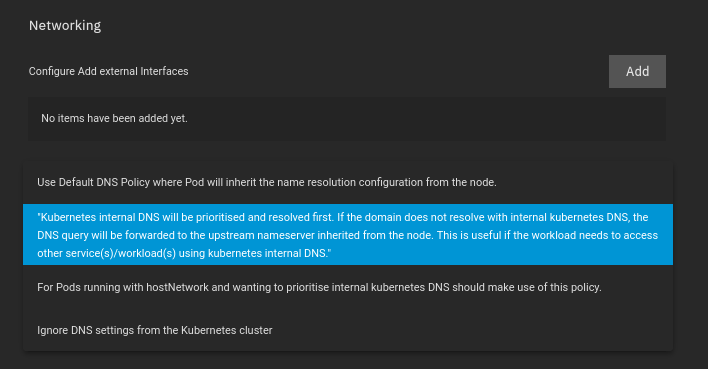 Networking
Configure Add external Interfaces
Add
No items have been added yet.
Use Default DNS Policy where Pod will inherit the name resolution configuration from the node.
"Kubernetes internal DNS will be prioritised and resolved first. If the domain does not resolve with internal kubernetes DNS, the
DNS query will be forwarded to the upstream nameserver inherited from the node. This is useful if the workload needs to access
other service(s)/workload(s) using kubernetes internal DNS."
For Pods running with hostNetwork and wanting to prioritise internal kubernetes DNS should make use of this policy.
Ignore DNS settings from the Kubernetes cluster